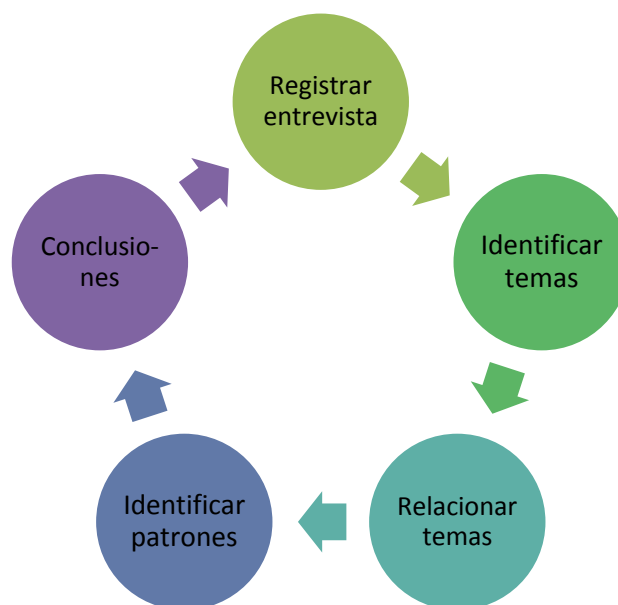 Registrar
entrevista
Identificar
temas
Relacionar
temas
Identificar
patrones
Conclusio-
nes